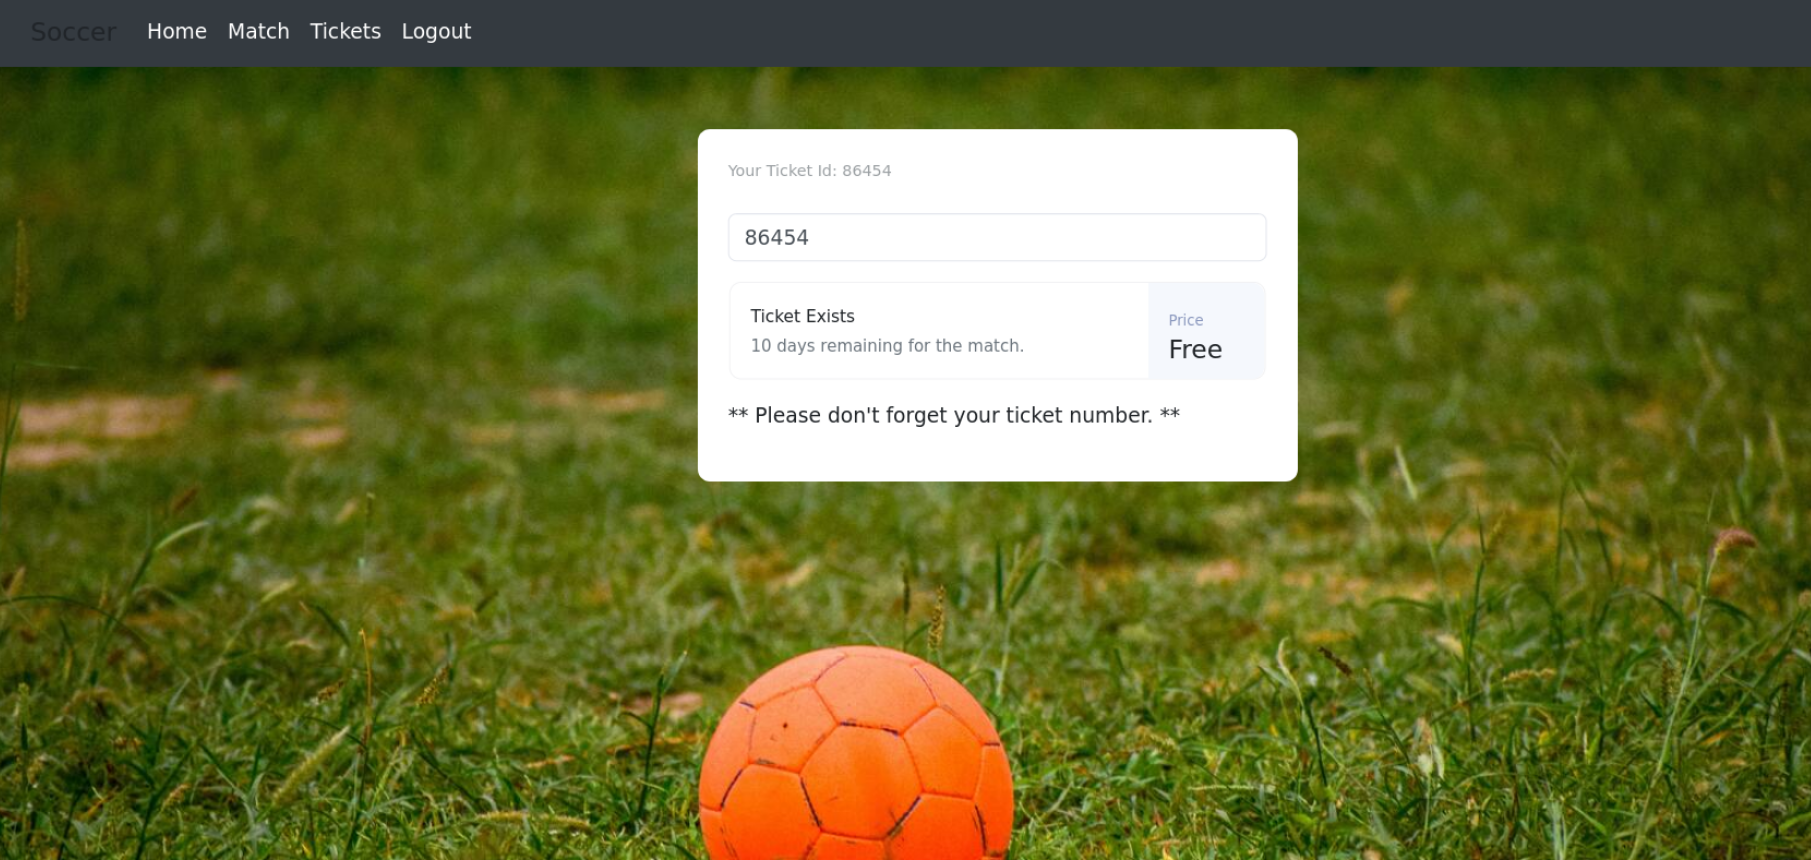 Soccer Home Match Tickets Logout
Your Ticket Id: 86454
86454
Ticket Exists
10 days remaining for the match.
Price
Free
** Please don't forget your ticket number. **